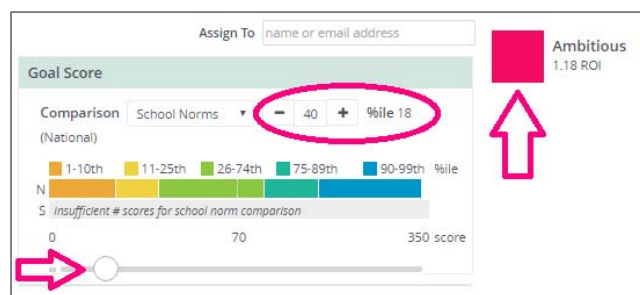 Assign To name or email address
Ambitious
1.18 ROI
Goal Score
Comparison School Norms - 40 + %ile 18
(National)
1-10th 11-25th 26-74th 75-89th 90-99th %ile
N
S Insufficient # scores for school norm comparison
0 70 350 score